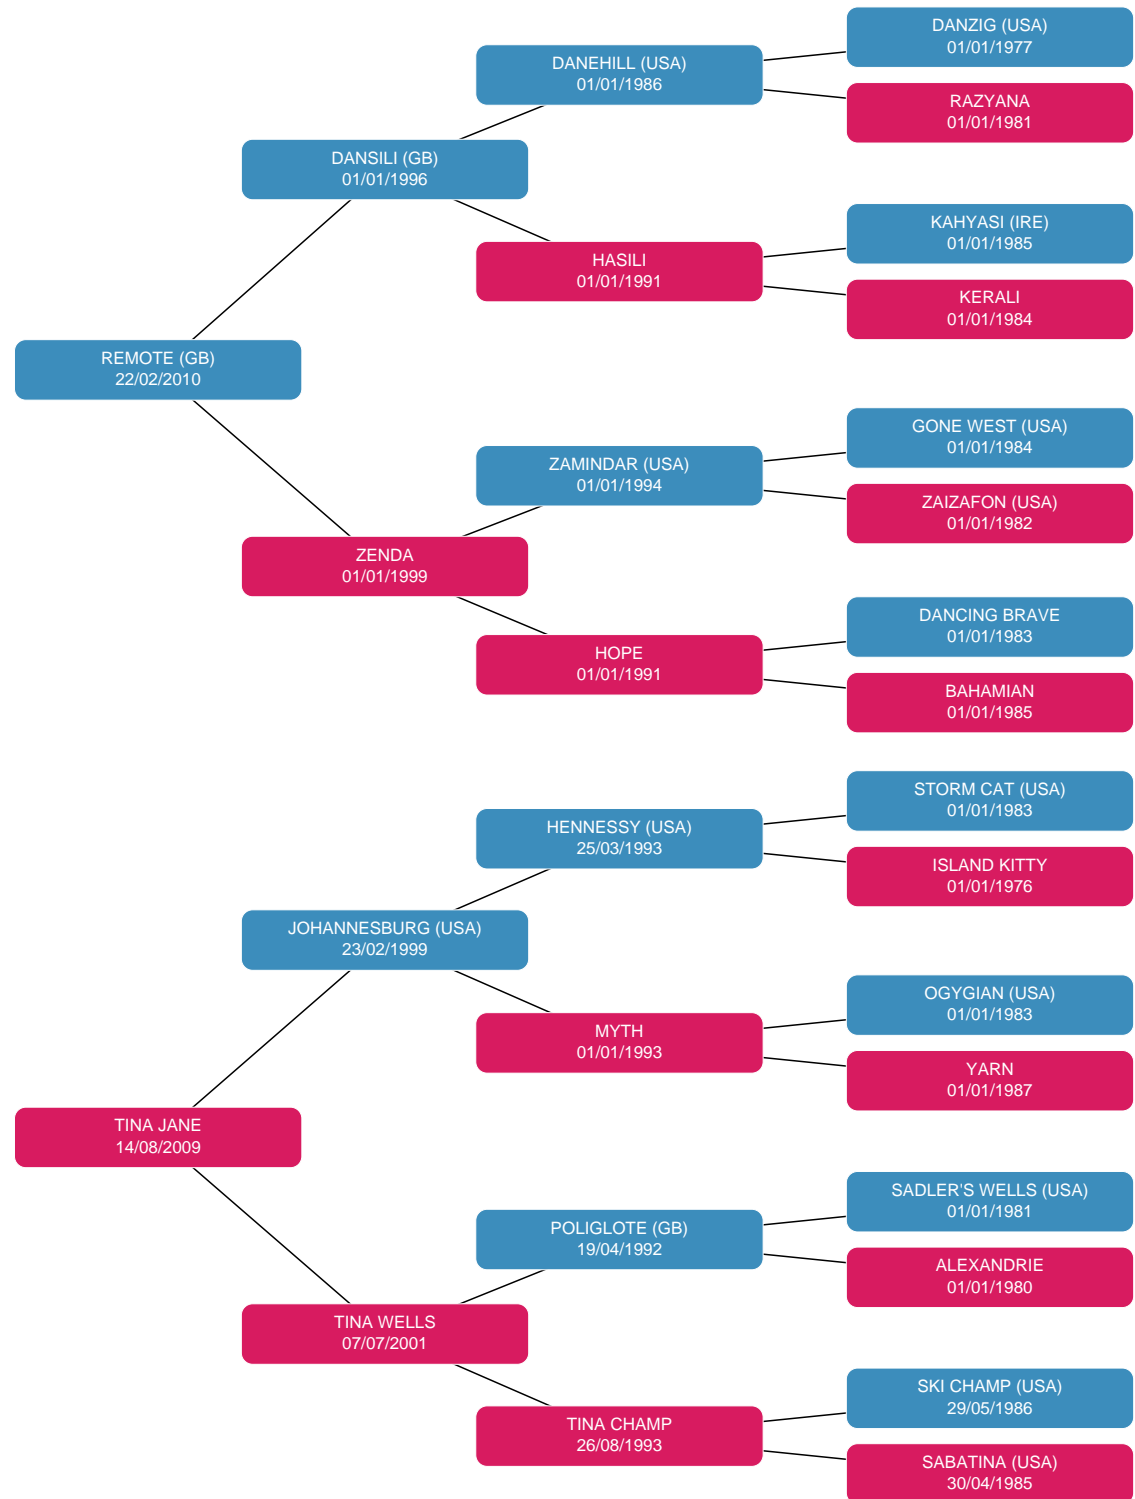 DANZIG (USA)
01/01/1977
DANEHILL (USA)
01/01/1986
RAZYANA
01/01/1981
DANSILI (GB)
01/01/1996
KAHYASI (IRE)
01/01/1985
HASILI
01/01/1991
KERALI
01/01/1984
REMOTE (GB)
22/02/2010
GONE WEST (USA)
01/01/1984
ZAMINDAR (USA)
01/01/1994
ZAIZAFON (USA)
01/01/1982
ZENDA
01/01/1999
DANCING BRAVE
01/01/1983
HOPE
01/01/1991
BAHAMIAN
01/01/1985
STORM CAT (USA)
01/01/1983
HENNESSY (USA)
25/03/1993
ISLAND KITTY
01/01/1976
JOHANNESBURG (USA)
23/02/1999
OGYGIAN (USA)
01/01/1983
MYTH
01/01/1993
YARN
01/01/1987
TINA JANE
14/08/2009
SADLER'S WELLS (USA)
01/01/1981
POLIGLOTE (GB)
19/04/1992
ALEXANDRIE
01/01/1980
TINA WELLS
07/07/2001
SKI CHAMP (USA)
29/05/1986
TINA CHAMP
26/08/1993
SABATINA (USA)
30/04/1985